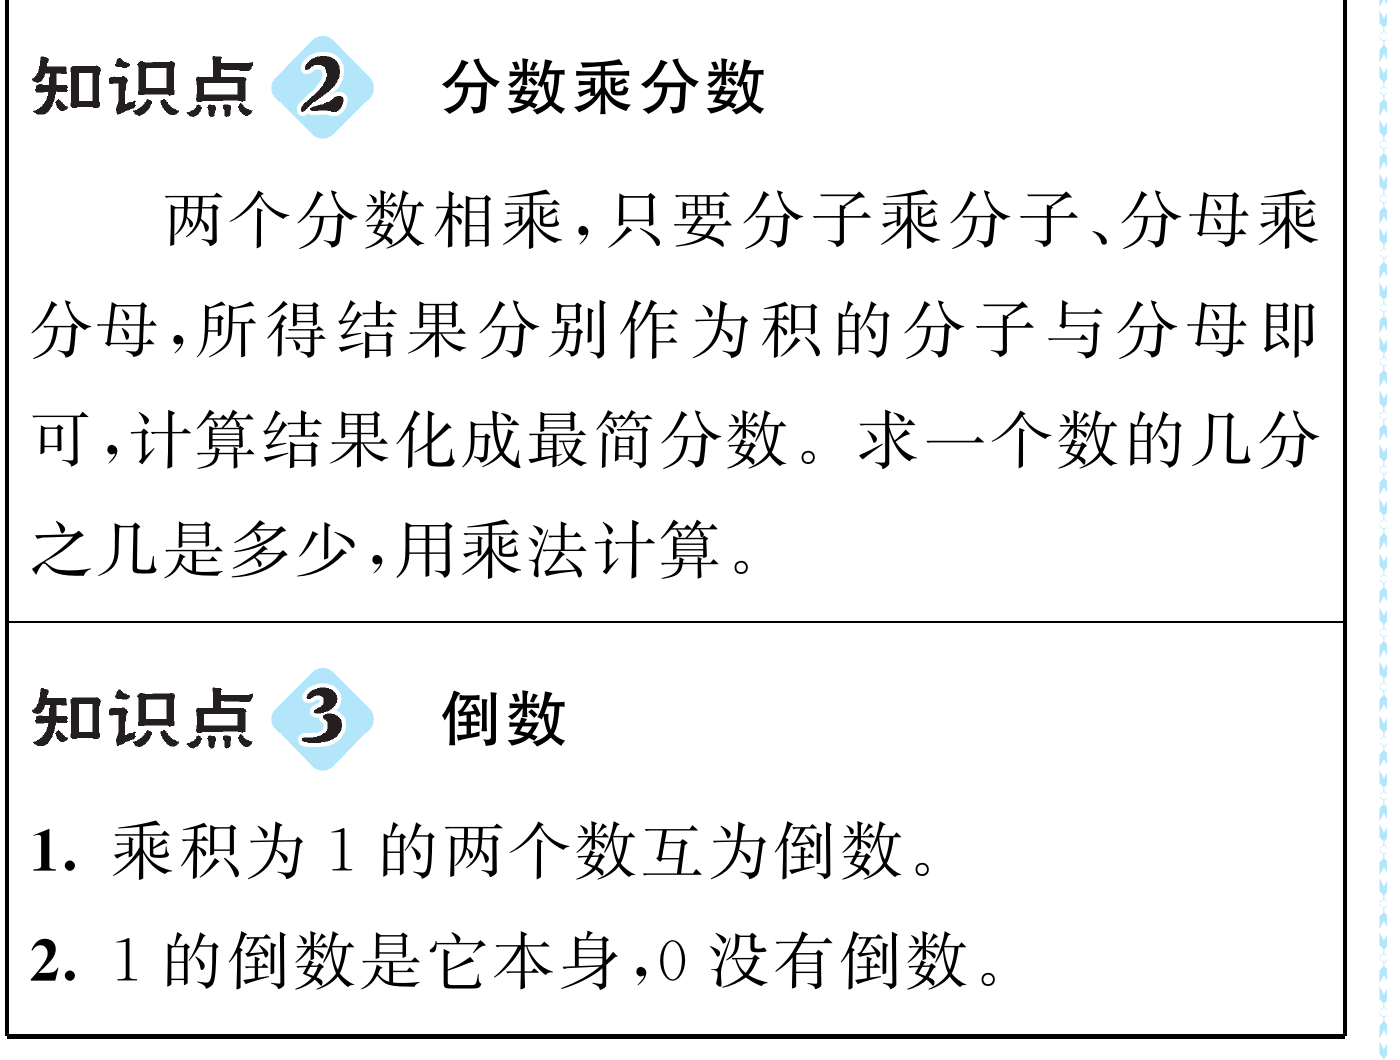 知识点 2 分数乘分数
两个分数相乘,只要分子乘分子、分母乘
分母,所得结果分别作为积的分子与分母即
可,计算结果化成最简分数。求一个数的几分
之几是多少,用乘法计算。
知识点 3 倒数
1. 乘积为 1 的两个数互为倒数。
2. 1 的倒数是它本身,0 没有倒数。